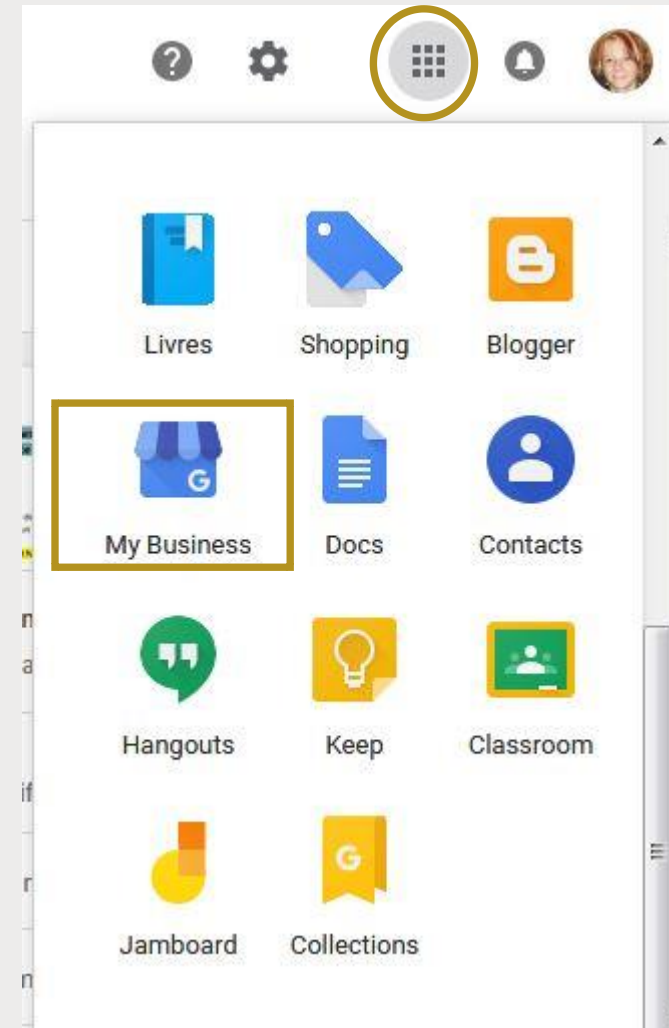 Livres Shopping Blogger
My Business Docs Contacts
Hangouts Keep Classroom
Jamboard Collections